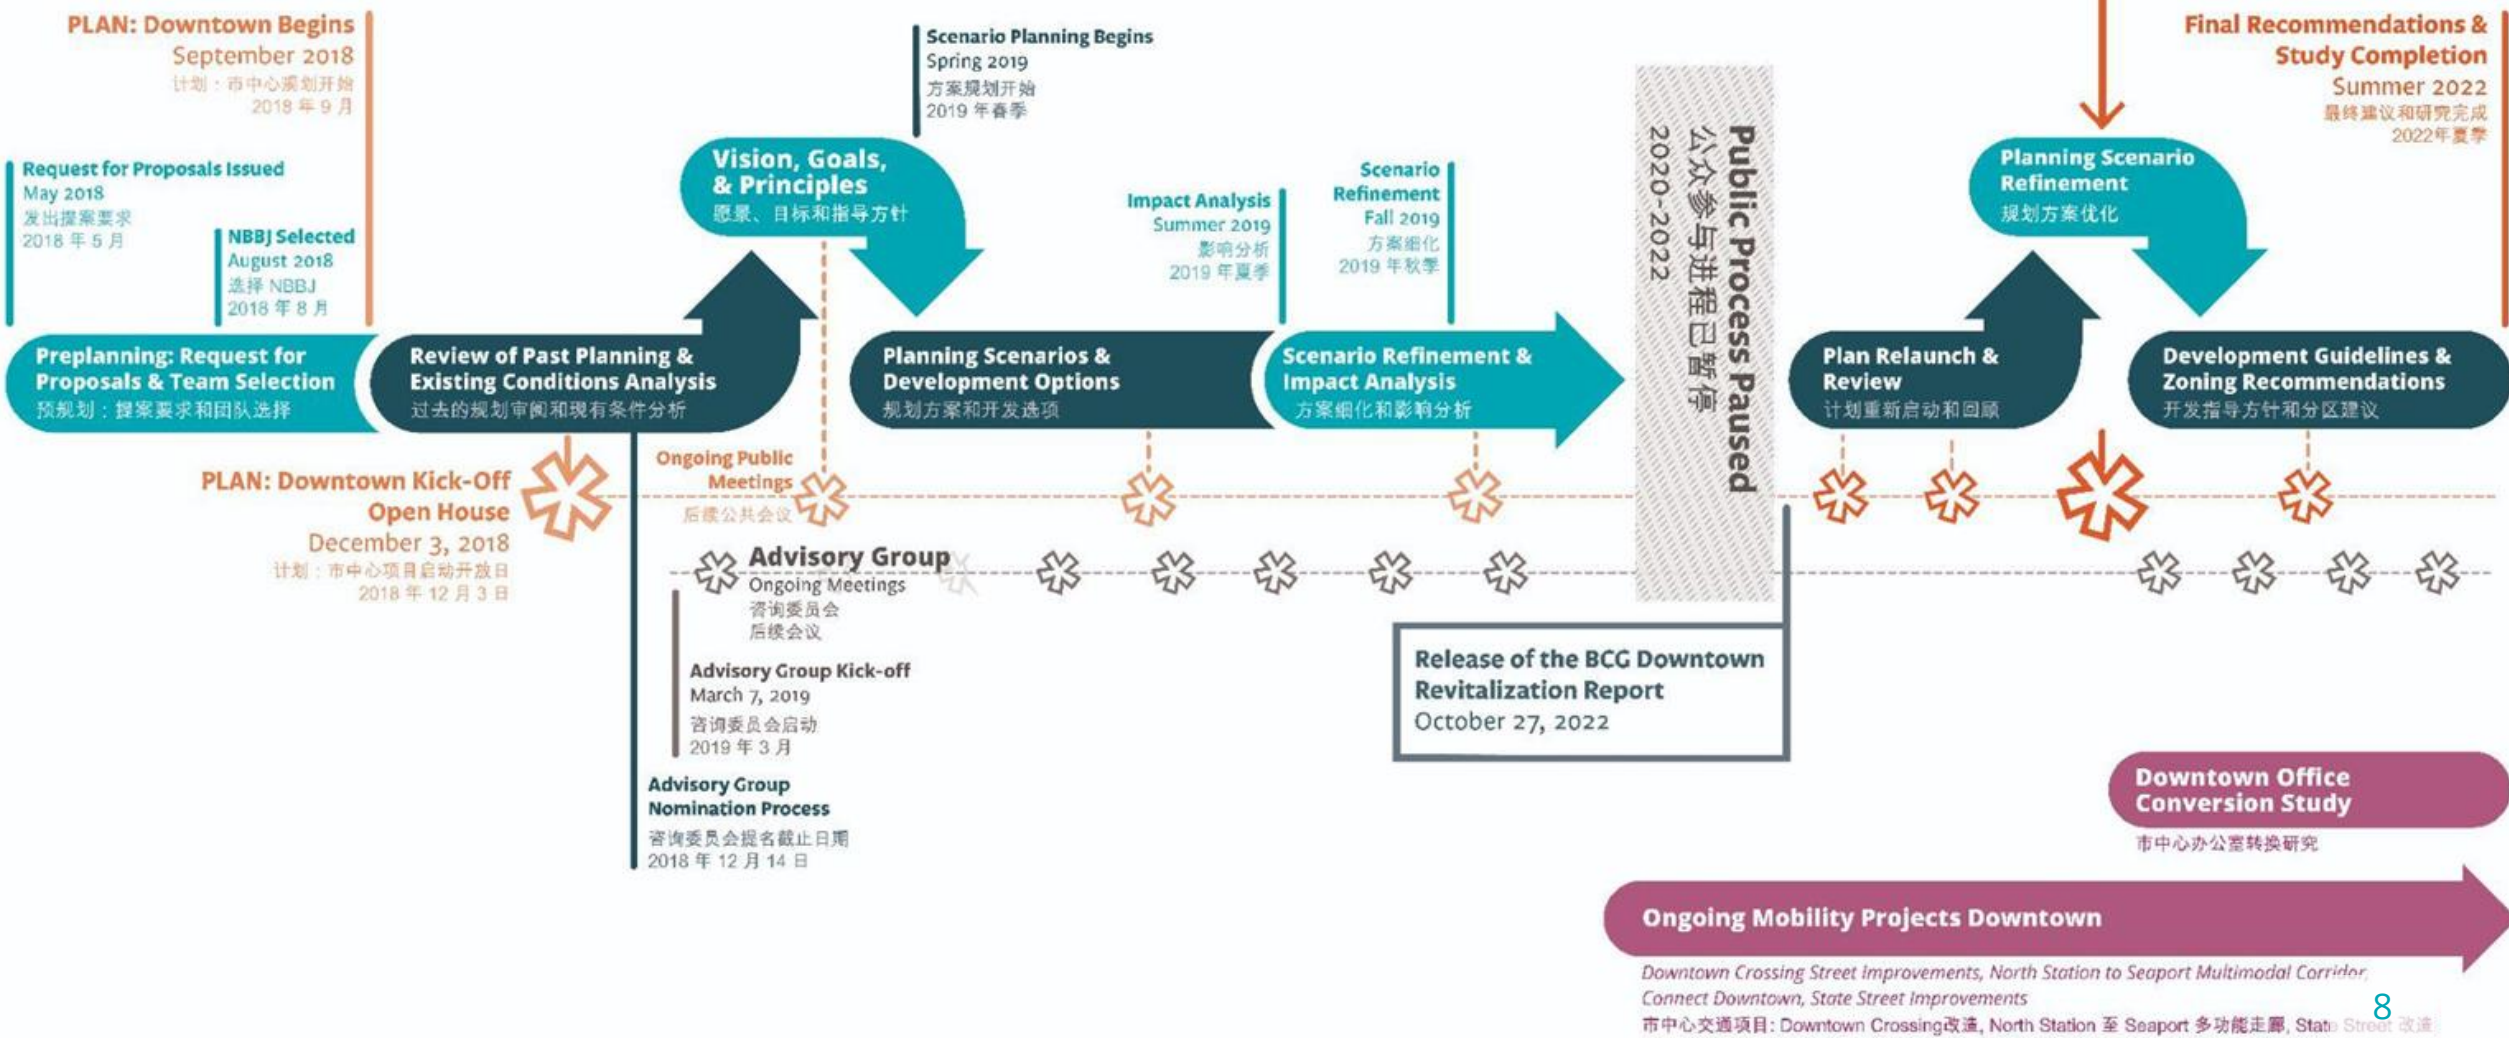 PLAN: Downtown Begins
September 2018
计划：市中心规划开始
2018 年 9 月
Request for Proposals Issued
May 2018
发出提案要求
2018 年 5 月
NBBJ Selected
August 2018
选择 NBBJ
2018 年 8 月
Preplanning: Request for
Proposals & Team Selection
预规划：提案要求和团队选择
Review of Past Planning &
Existing Conditions Analysis
过去的规划审阅和现有条件分析
Vision, Goals,
& Principles
愿景、目标和指导方针
Scenario Planning Begins
Spring 2019
方案规划开始
2019 年春季
Planning Scenarios &
Development Options
规划方案和开发选项
Impact Analysis
Summer 2019
影响分析
2019 年夏季
Scenario
Refinement
Fall 2019
方案细化
2019 年秋季
Scenario Refinement &
Impact Analysis
方案细化和影响分析
Public Process Paused
公众参与进程已暂停
2020-2022
Plan Relaunch &
Review
计划重新启动和回顾
Planning Scenario
Refinement
规划方案优化
Final Recommendations &
Study Completion
Summer 2022
最终建议和研究完成
2022年夏季
Development Guidelines &
Zoning Recommendations
开发指导方针和分区建议
PLAN: Downtown Kick-Off
Open House
December 3, 2018
计划：市中心项目启动开放日
2018 年 12 月 3 日
Ongoing Public
Meetings
后续公共会议
Advisory Group
Ongoing Meetings
咨询委员会
后续会议
Advisory Group Kick-off
March 7, 2019
咨询委员会启动
2019 年 3 月
Advisory Group
Nomination Process
咨询委员会提名截止日期
2018 年 12 月 14 日
Release of the BCG Downtown
Revitalization Report
October 27, 2022
Downtown Office
Conversion Study
市中心办公室转换研究
Ongoing Mobility Projects Downtown
Downtown Crossing Street Improvements, North Station to Seaport Multimodal Corridor,
Connect Downtown, State Street Improvements
市中心交通项目: Downtown Crossing改造, North Station 至 Seaport 多功能走廊, State Street 改造
8